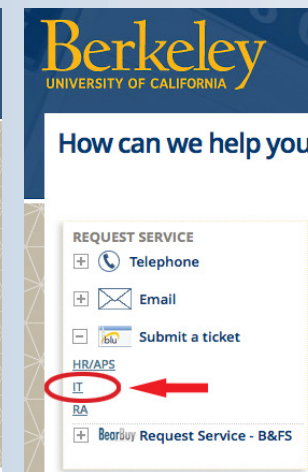 Berkeley
UNIVERSITY OF CALIFORNIA
How can we help you
REQUEST SERVICE
Telephone
Email
blu Submit a ticket
HR/APS
IT
RA
BearBuy Request Service - B&FS